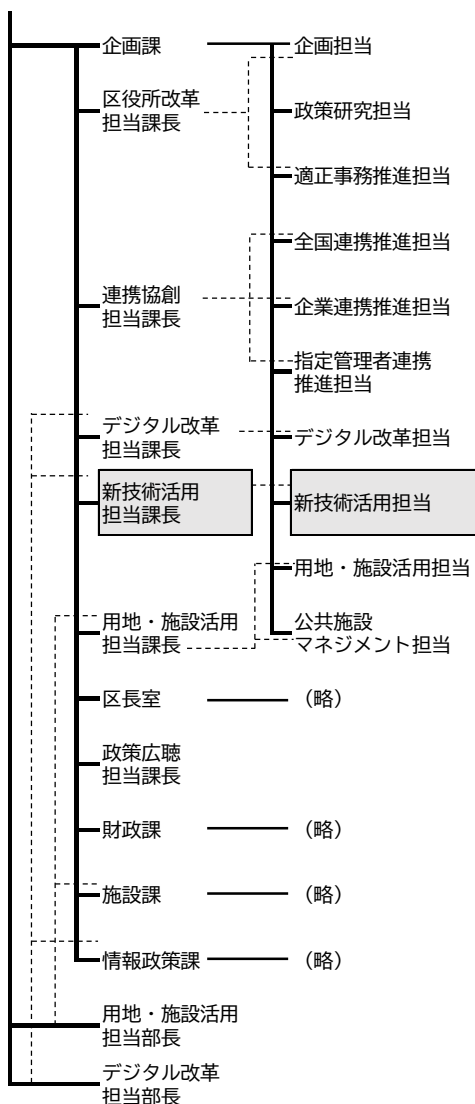 企画課
企画担当
区役所改革
担当課長
政策研究担当
適正事務推進担当
全国連携推進担当
連携協創
担当課長
企業連携推進担当
指定管理者連携
推進担当
デジタル改革
担当課長
デジタル改革担当
新技術活用
担当課長
新技術活用担当
用地・施設活用担当
用地・施設活用
担当課長
公共施設
マネジメント担当
区長室
（略）
政策広聴
担当課長
財政課
（略）
施設課
（略）
情報政策課
（略）
用地・施設活用
担当部長
デジタル改革
担当部長